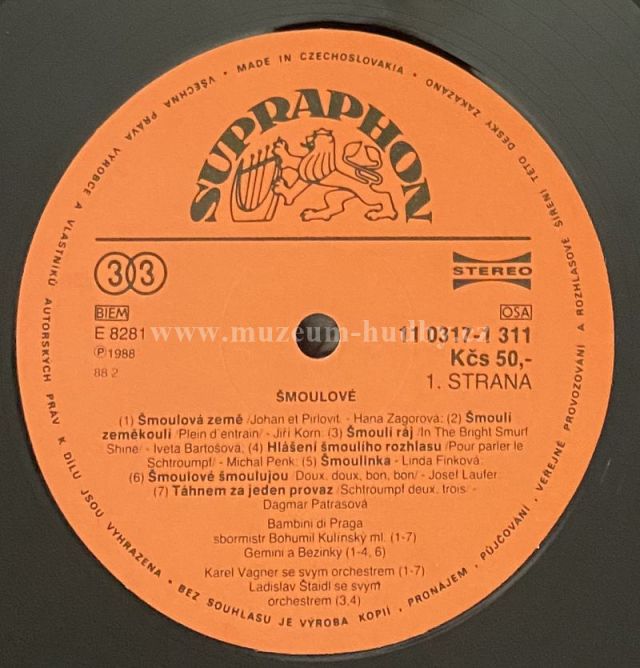 BEZ SOUHLASU JE VÝROBA KOPIÍ, PRONÁJEM, PŮJČOVÁNÍ, VEŘEJNÉ PROVOZOVÁNÍ A ROZHLASOVÉ ŠÍŘENÍ TÉTO DESKY ZAKÁZÁNO • MADE IN CZECHOSLOVAKIA • VŠECHNA PRÁVA VÝROBCE A VLASTNÍKŮ AUTORSKÝCH PRÁV K DÍLU JSOU VYHRAZENA •
SUPRAPHON
33
STEREO
BIEM
OSA
E 8281
11 0317-1 311
www.muzeum-hudby.cz
Ⓟ 1988
Kčs 50,-
88 2
1. STRANA
ŠMOULOVÉ
(1) Šmoulová země /Johan et Pirlovit/ - Hana Zagorová: (2) Šmoulí
zeměkoulí /Plein d'entrain/ - Jiří Korn: (3) Šmoulí ráj /In The Bright Smurf
Shine/ - Iveta Bartošová: (4) Hlášení šmoulího rozhlasu /Pour parler le
Schtroumpf/ - Michal Penk: (5) Šmoulinka - Linda Finková:
(6) Šmoulové šmoulujou /Doux, doux, bon, bon/ - Josef Laufer:
(7) Táhnem za jeden provaz /Schtroumpf deux, trois/ -
Dagmar Patrasová
Bambini di Praga
sbormistr Bohumil Kulínský ml. (1-7)
Gemini a Bezinky (1-4, 6)
Karel Vágner se svým orchestrem (1-7)
Ladislav Štaidl se svým
orchestrem (3,4)